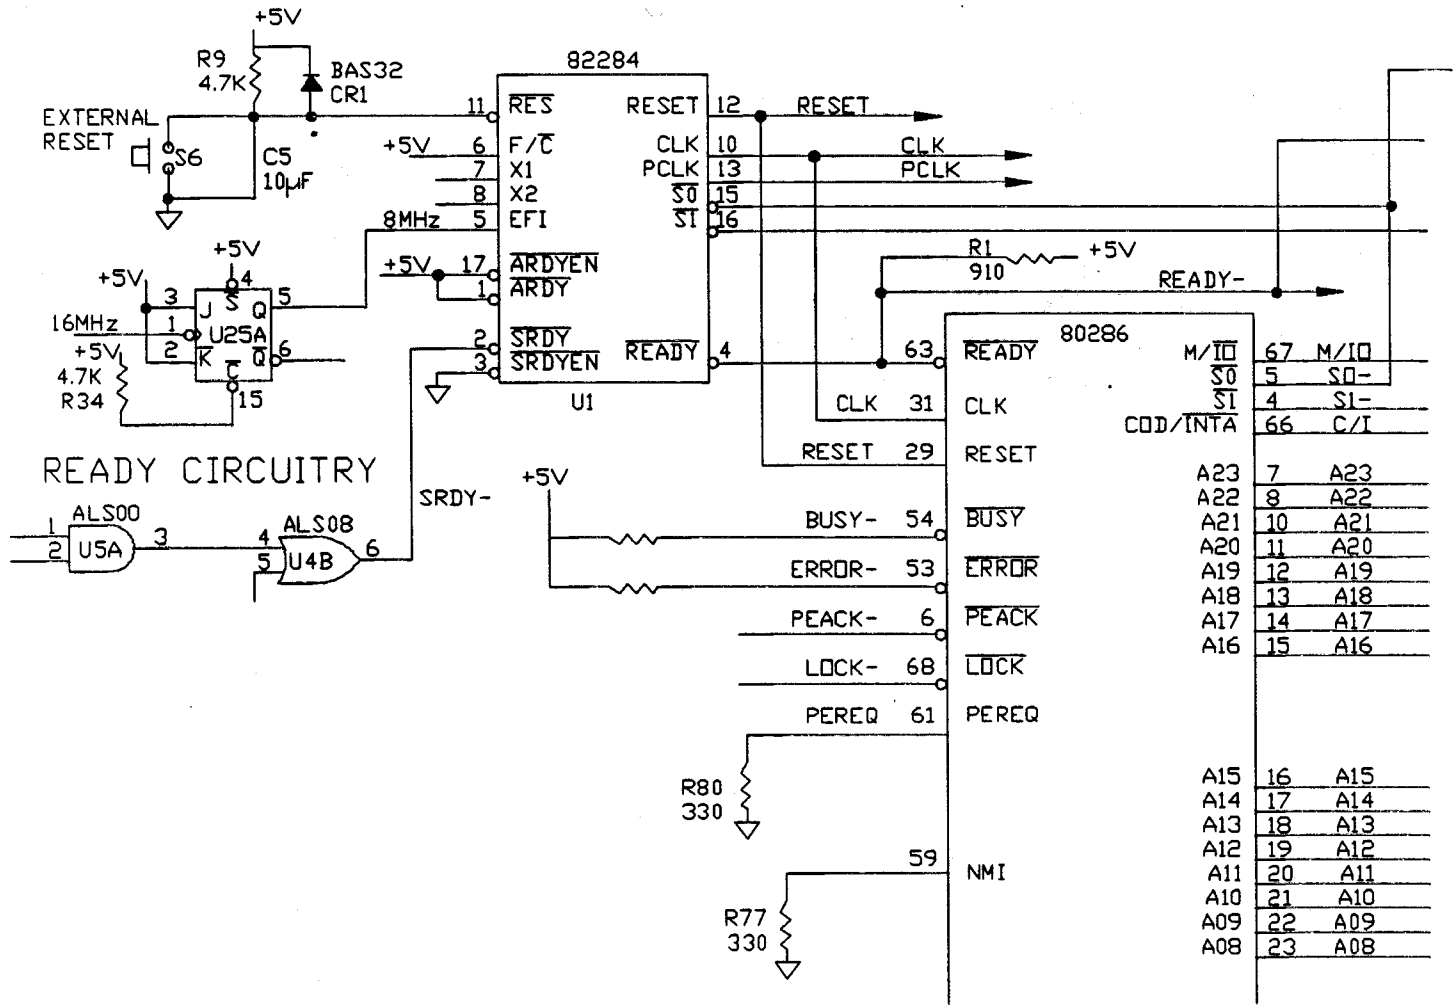 +5V
R9
4.7K
BAS32
CR1
EXTERNAL
RESET
S6
C5
10µF
82284
11 RES
+5V 6 F/C
7 X1
8 X2
8MHz 5 EFI
+5V 17 ARDYEN
1 ARDY
2 SRDY
3 SRDYEN
RESET 12 RESET
CLK 10 CLK
PCLK 13 PCLK
S0 15
S1 16
READY 4
U1
R1
910
+5V
READY-
+5V
+5V
4
3 J S Q 5
16MHz 1 U25A
2 K Q 6
C
15
+5V
4.7K
R34
READY CIRCUITRY
SRDY-
ALS00
1
2
U5A
3
ALS08
4
5
U4B
6
80286
63 READY
CLK 31 CLK
RESET 29 RESET
+5V
BUSY- 54 BUSY
ERROR- 53 ERROR
PEACK- 6 PEACK
LOCK- 68 LOCK
PEREQ 61 PEREQ
R80
330
59 NMI
R77
330
M/IO 67 M/IO
S0 5 S0-
S1 4 S1-
COD/INTA 66 C/I
A23 7 A23
A22 8 A22
A21 10 A21
A20 11 A20
A19 12 A19
A18 13 A18
A17 14 A17
A16 15 A16
A15 16 A15
A14 17 A14
A13 18 A13
A12 19 A12
A11 20 A11
A10 21 A10
A09 22 A09
A08 23 A08